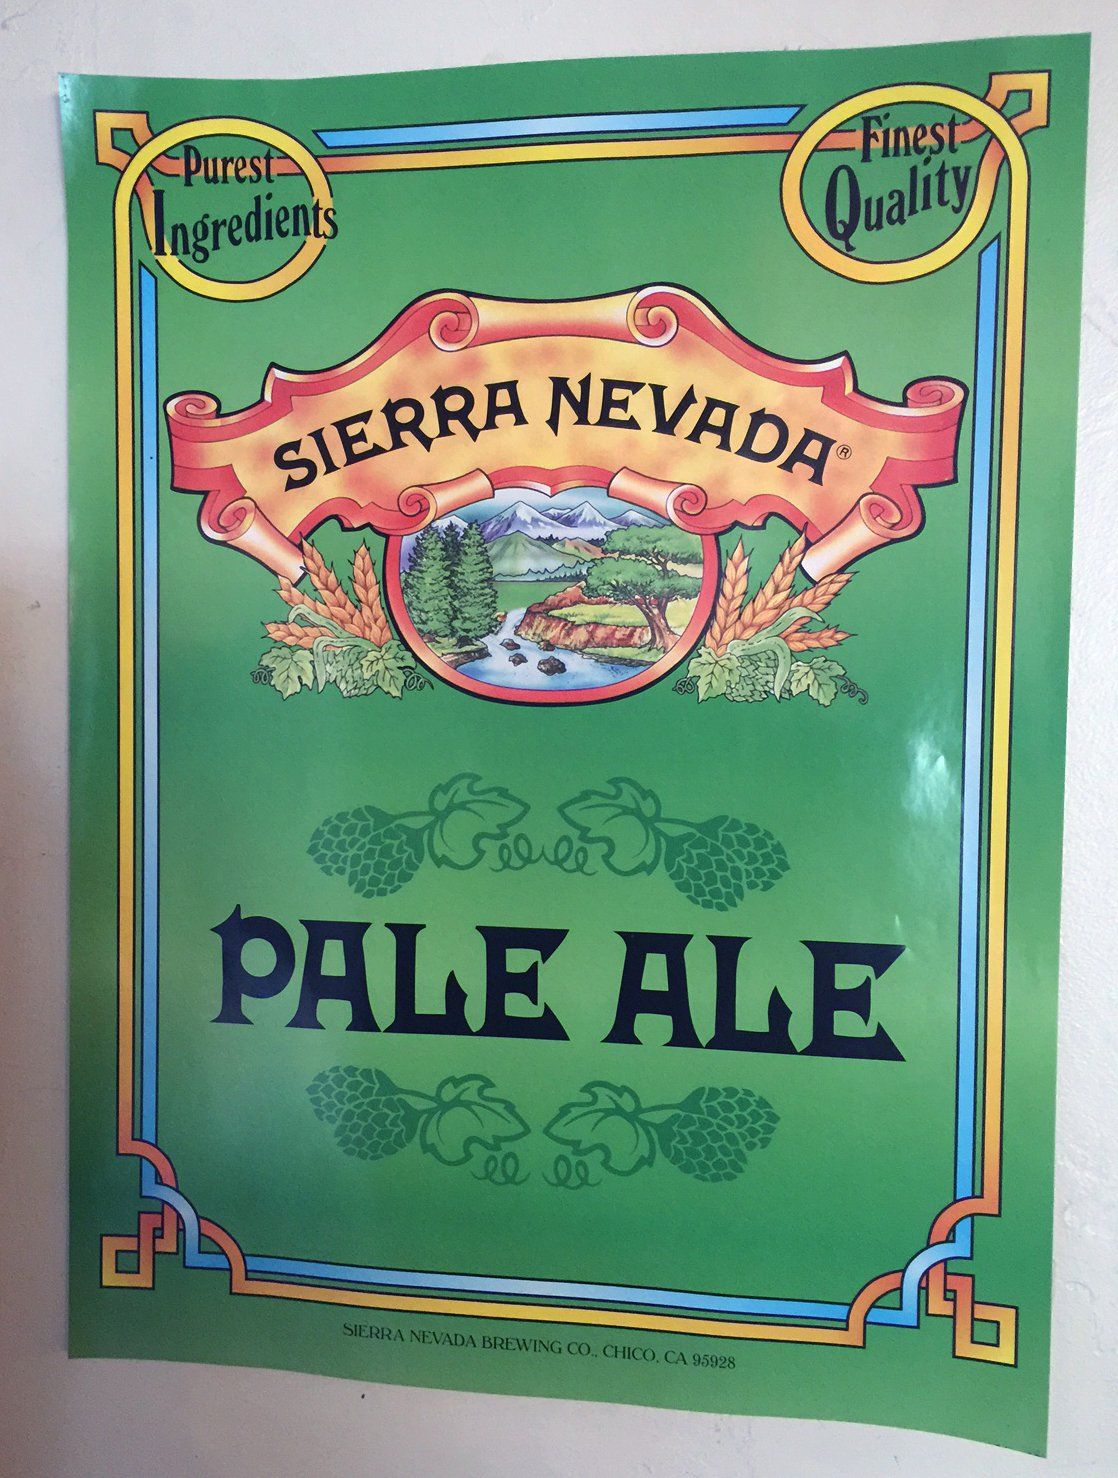 Purest
Ingredients
Finest
Quality
SIERRA NEVADA®
PALE ALE
SIERRA NEVADA BREWING CO., CHICO, CA 95928